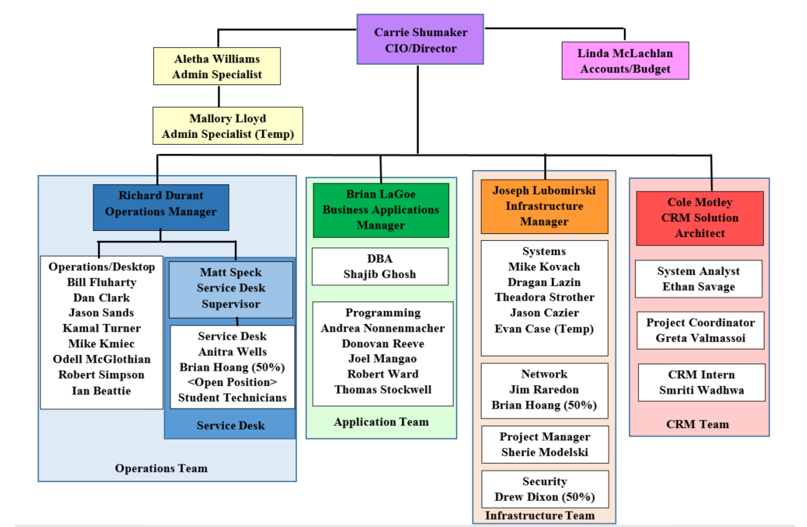 Carrie Shumaker
CIO/Director
Aletha Williams
Admin Specialist
Linda McLachlan
Accounts/Budget
Mallory Lloyd
Admin Specialist (Temp)
Richard Durant
Operations Manager
Operations/Desktop
Bill Fluharty
Dan Clark
Jason Sands
Kamal Turner
Mike Kmiec
Odell McGlothian
Robert Simpson
Ian Beattie
Matt Speck
Service Desk
Supervisor
Service Desk
Anitra Wells
Brian Hoang (50%)
<Open Position>
Student Technicians
Service Desk
Operations Team
Brian LaGoe
Business Applications
Manager
DBA
Shajib Ghosh
Programming
Andrea Nonnenmacher
Donovan Reeve
Joel Mangao
Robert Ward
Thomas Stockwell
Application Team
Joseph Lubomirski
Infrastructure
Manager
Systems
Mike Kovach
Dragan Lazin
Theadora Strother
Jason Cazier
Evan Case (Temp)
Network
Jim Raredon
Brian Hoang (50%)
Project Manager
Sherie Modelski
Security
Drew Dixon (50%)
Infrastructure Team
Cole Motley
CRM Solution
Architect
System Analyst
Ethan Savage
Project Coordinator
Greta Valmassoi
CRM Intern
Smriti Wadhwa
CRM Team